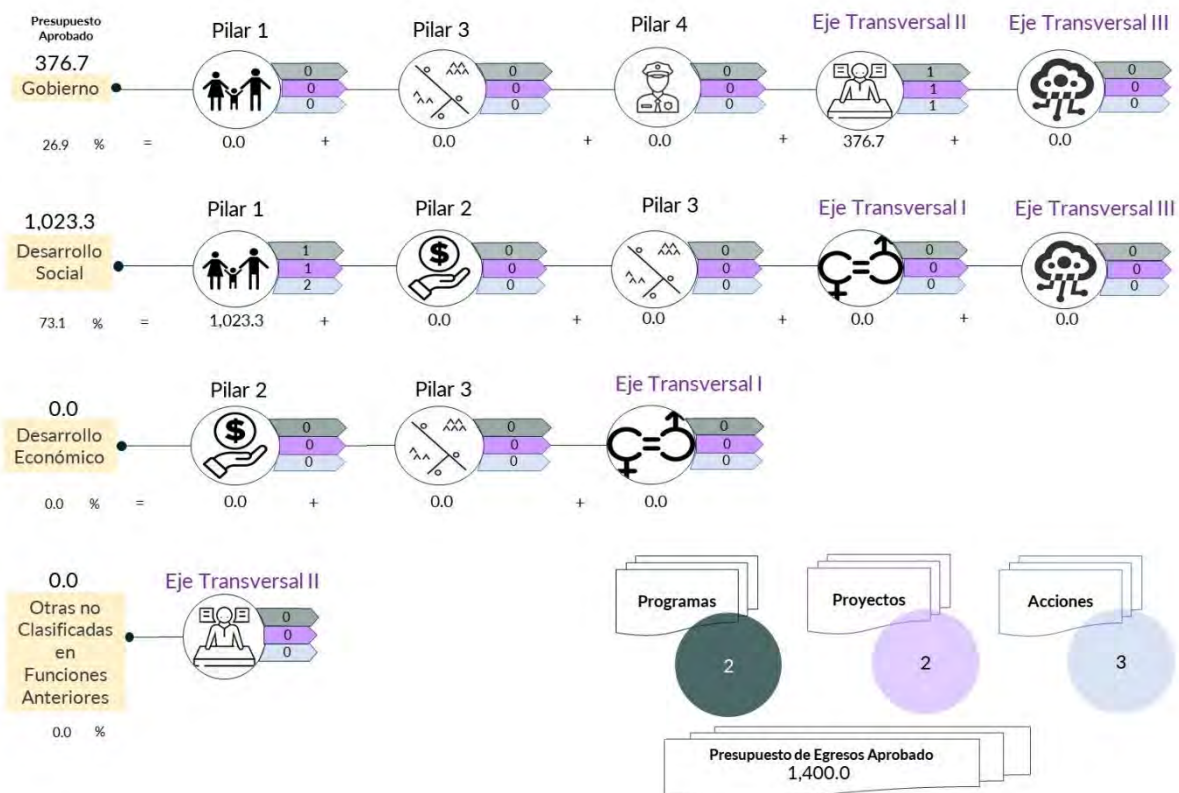 Presupuesto
Aprobado
376.7
Gobierno
Pilar 1
0
0
0
Pilar 3
0
0
0
Pilar 4
0
0
0
Eje Transversal II
1
1
1
Eje Transversal III
0
0
0
26.9 % = 0.0 + 0.0 + 0.0 + 376.7 + 0.0
1,023.3
Desarrollo
Social
Pilar 1
1
1
2
Pilar 2
$
0
0
0
Pilar 3
0
0
0
Eje Transversal I
0
0
0
Eje Transversal III
0
0
0
73.1 % = 1,023.3 + 0.0 + 0.0 + 0.0 + 0.0
0.0
Desarrollo
Económico
Pilar 2
$
0
0
0
Pilar 3
0
0
0
Eje Transversal I
0
0
0
0.0 % = 0.0 + 0.0 + 0.0
0.0
Otras no
Clasificadas
en
Funciones
Anteriores
Eje Transversal II
0
0
0
0.0 %
Programas
2
Proyectos
2
Acciones
3
Presupuesto de Egresos Aprobado
1,400.0